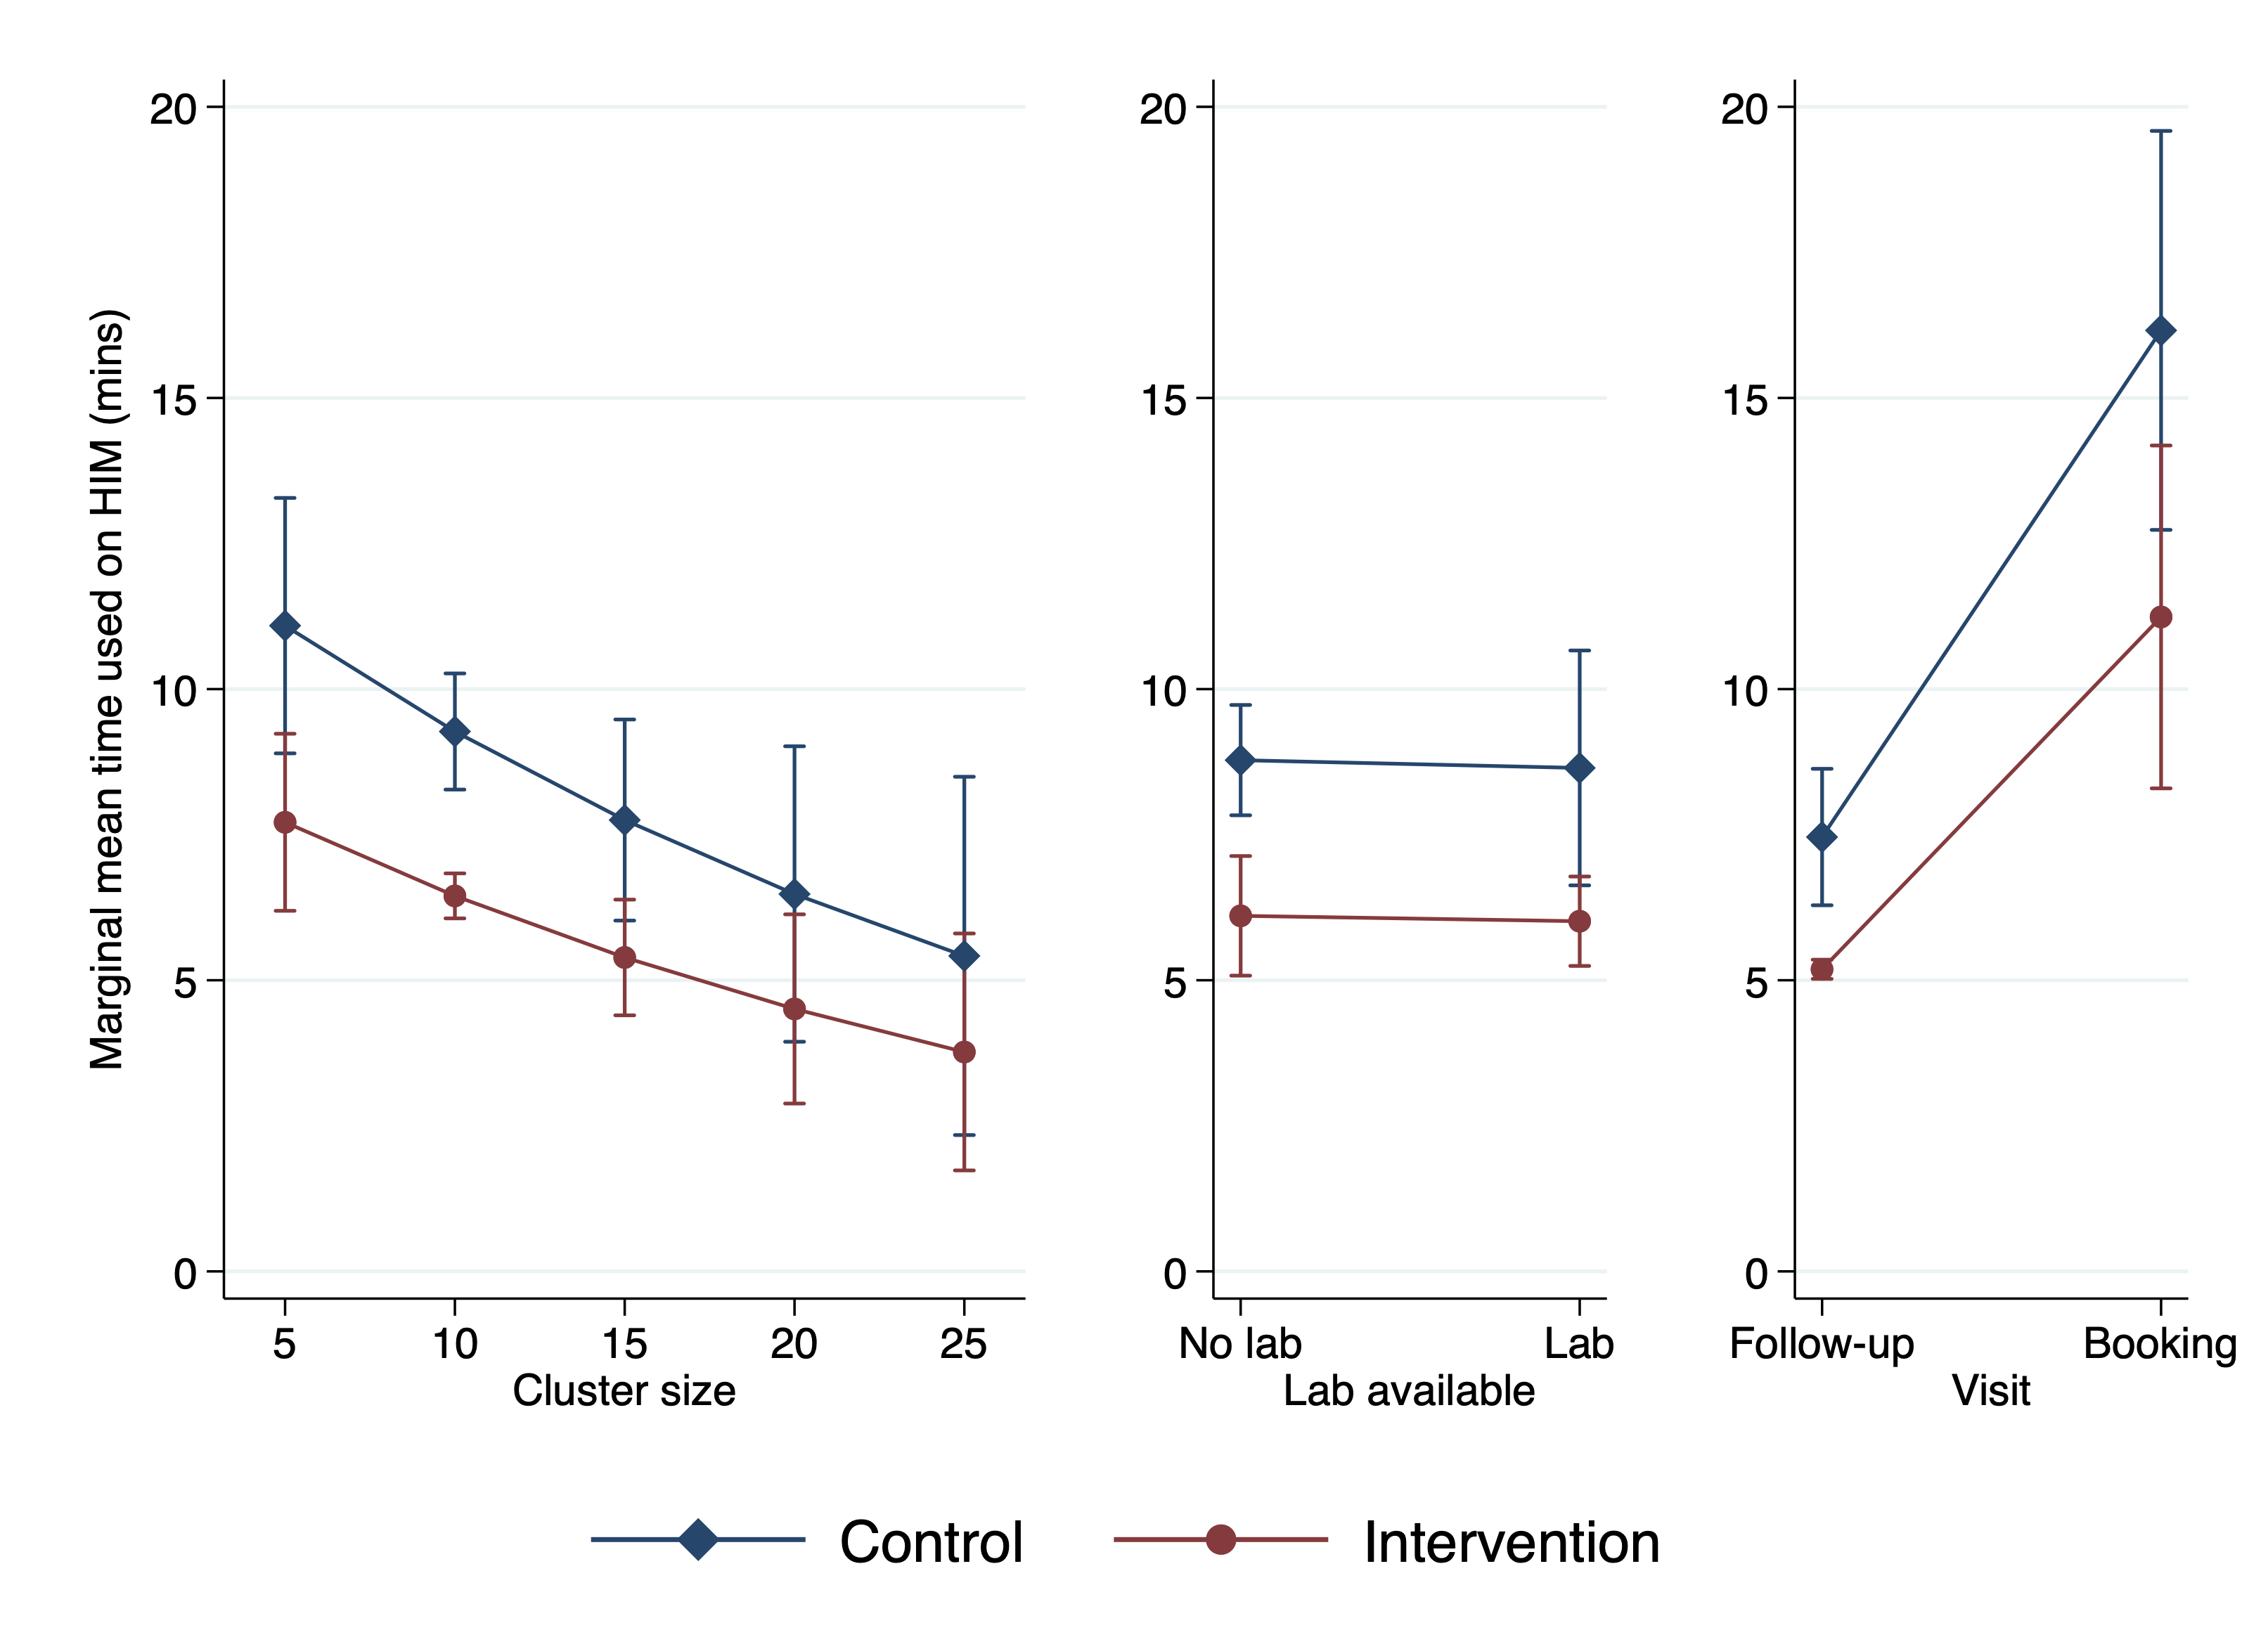 Marginal mean time used on HIM (mins)
20
15
10
5
0
5 10 15 20 25
Cluster size
20
15
10
5
0
No lab Lab
Lab available
20
15
10
5
0
Follow-up Booking
Visit
Control Intervention